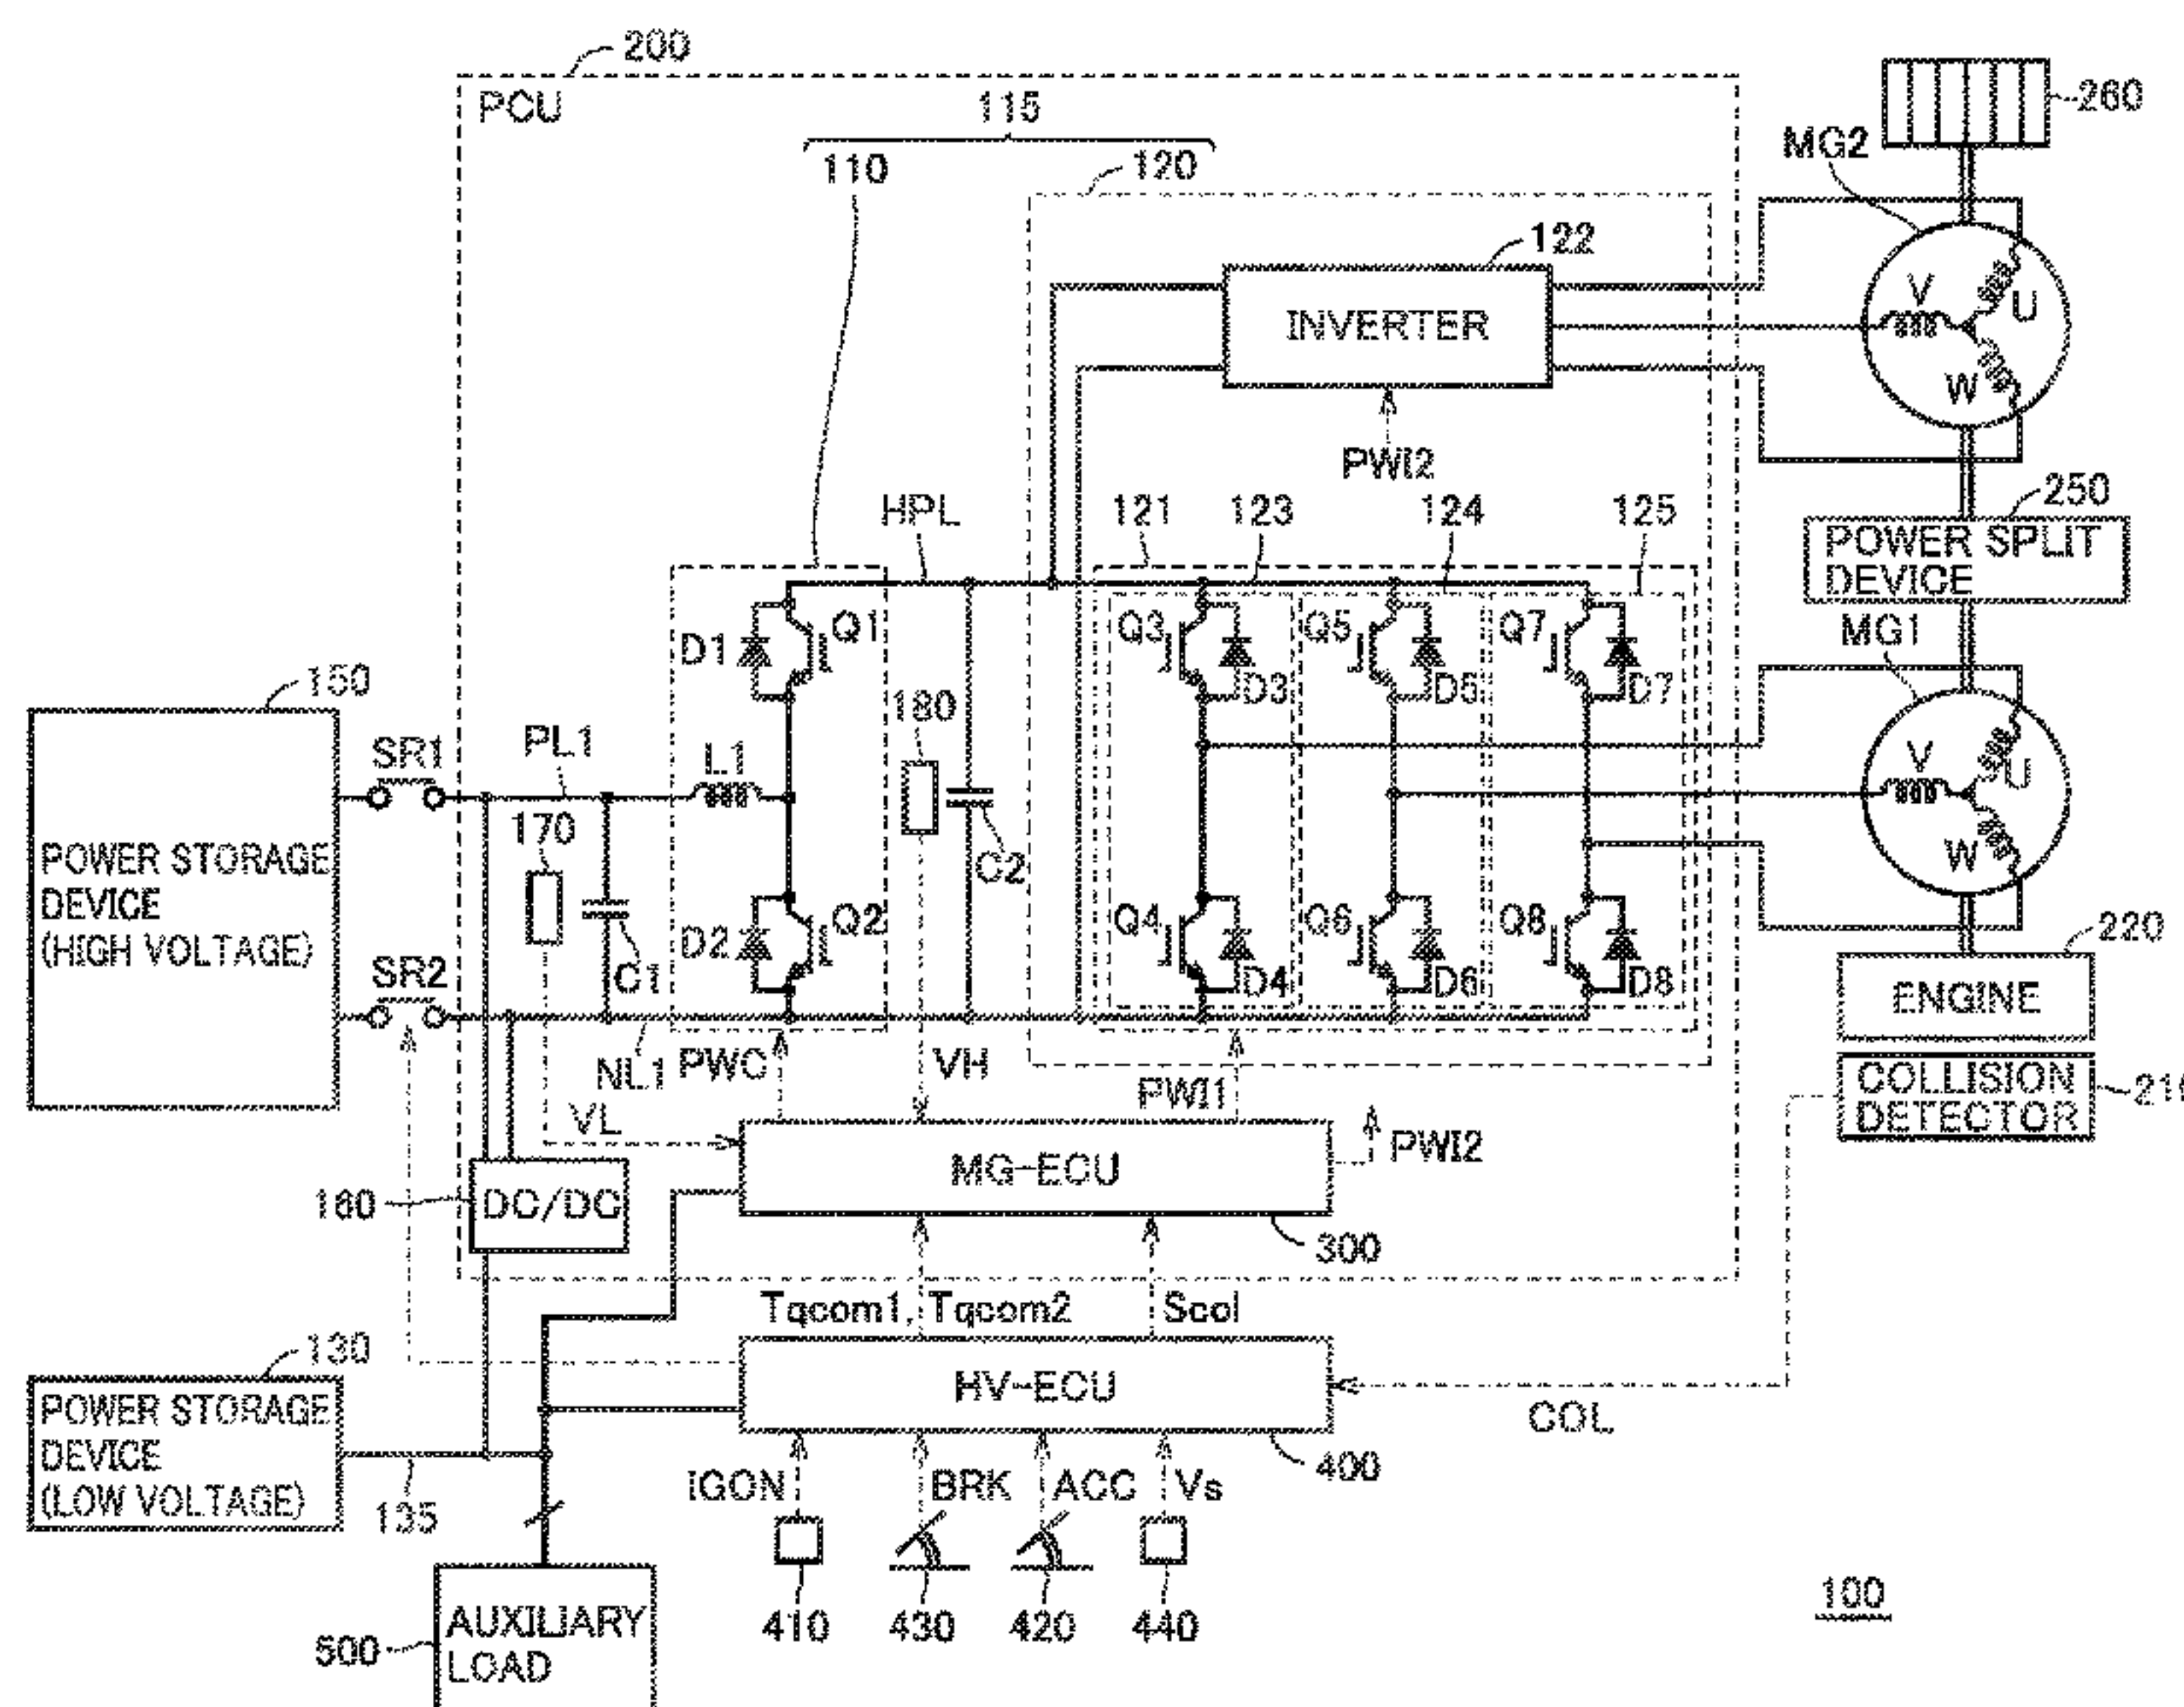 200
PCU
115
110
120
260
MG2
122
INVERTER
V
U
W
PWI2
250
POWER SPLIT
DEVICE
HPL
121
123
124
125
MG1
D1
Q1
Q3
D3
Q5
D5
Q7
D7
180
150
SR1
PL1
L1
170
C2
V
U
W
POWER STORAGE
DEVICE
(HIGH VOLTAGE)
SR2
C1
D2
Q2
Q4
D4
Q6
D6
Q8
D8
220
ENGINE
NL1
PWC
VH
PWI1
COLLISION
DETECTOR
VL
MG-ECU
PWI2
DC/DC
300
Tqcom1, Tqcom2
Scol
130
POWER STORAGE
DEVICE
(LOW VOLTAGE)
HV-ECU
COL
400
135
IGON
BRK
ACC
Vs
410
430
420
440
100
AUXILIARY
LOAD